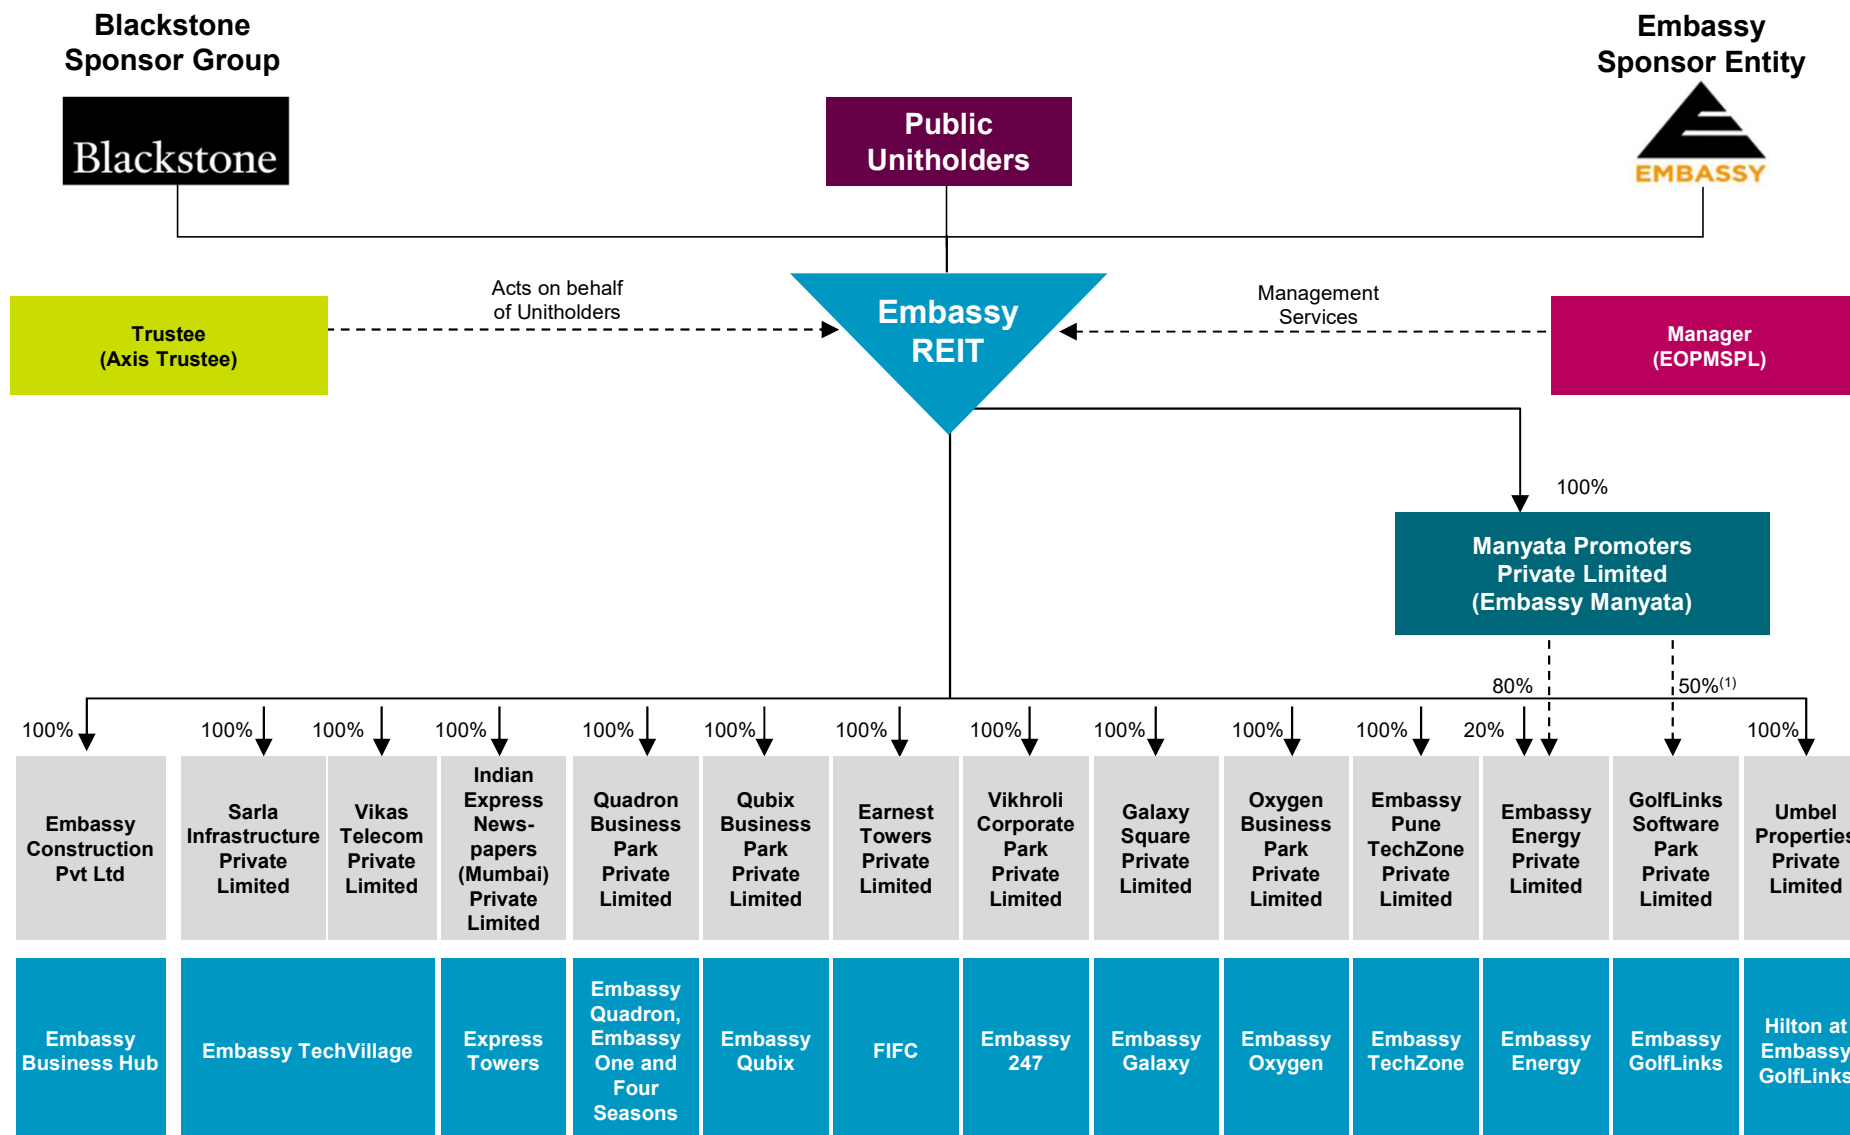 Blackstone
Sponsor Group
Blackstone
Public
Unitholders
Embassy
Sponsor Entity
EMBASSY
Acts on behalf
of Unitholders
Embassy
REIT
Management
Services
Trustee
(Axis Trustee)
Manager
(EOPMSPL)
100%
Manyata Promoters
Private Limited
(Embassy Manyata)
80%
50%(1)
100%
100%
100%
100%
100%
100%
100%
100%
100%
100%
100%
20%
100%
Embassy
Construction
Pvt Ltd
Sarla
Infrastructure
Private
Limited
Vikas
Telecom
Private
Limited
Indian
Express
News-
papers
(Mumbai)
Private
Limited
Quadron
Business
Park
Private
Limited
Qubix
Business
Park
Private
Limited
Earnest
Towers
Private
Limited
Vikhroli
Corporate
Park
Private
Limited
Galaxy
Square
Private
Limited
Oxygen
Business
Park
Private
Limited
Embassy
Pune
TechZone
Private
Limited
Embassy
Energy
Private
Limited
GolfLinks
Software
Park
Private
Limited
Umbel
Properties
Private
Limited
Embassy
Business Hub
Embassy TechVillage
Express
Towers
Embassy
Quadron,
Embassy
One and
Four
Seasons
Embassy
Qubix
FIFC
Embassy
247
Embassy
Galaxy
Embassy
Oxygen
Embassy
TechZone
Embassy
Energy
Embassy
GolfLinks
Hilton at
Embassy
GolfLinks